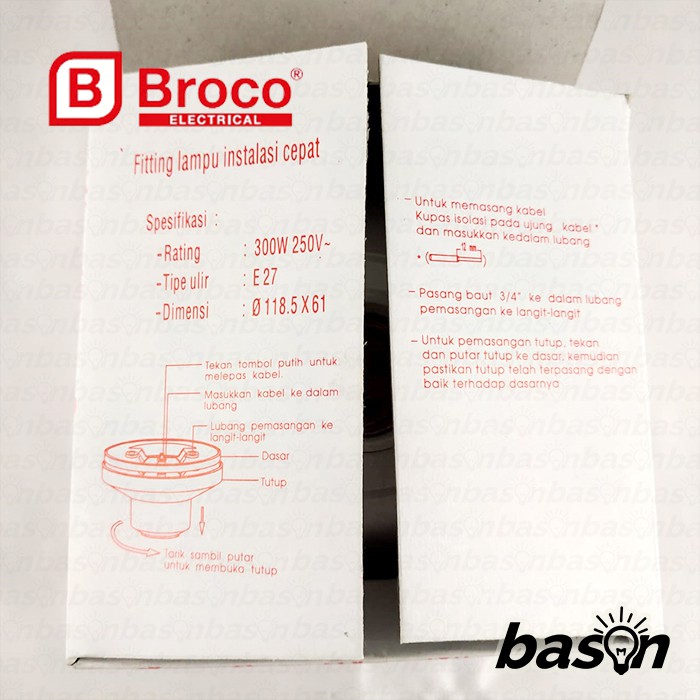 B Broco®
ELECTRICAL
Fitting lampu instalasi cepat
Spesifikasi :
-Rating : 300W 250V~
-Tipe ulir : E 27
-Dimensi : Ø 118.5 X 61
Tekan tombol putih untuk
melepas kabel.
Masukkan kabel ke dalam
lubang
Lubang pemasangan ke
langit-langit
Dasar
Tutup
Tarik sambil putar
untuk membuka tutup
- Untuk memasang kabel
Kupas isolasi pada ujung kabel *
dan masukkan kedalam lubang
- Pasang baut 3/4" ke dalam lubang
pemasangan ke langit-langit
- Untuk pemasangan tutup, tekan
dan putar tutup ke dasar, kemudian
pastikan tutup telah terpasang dengan
baik terhadap dasarnya
bason